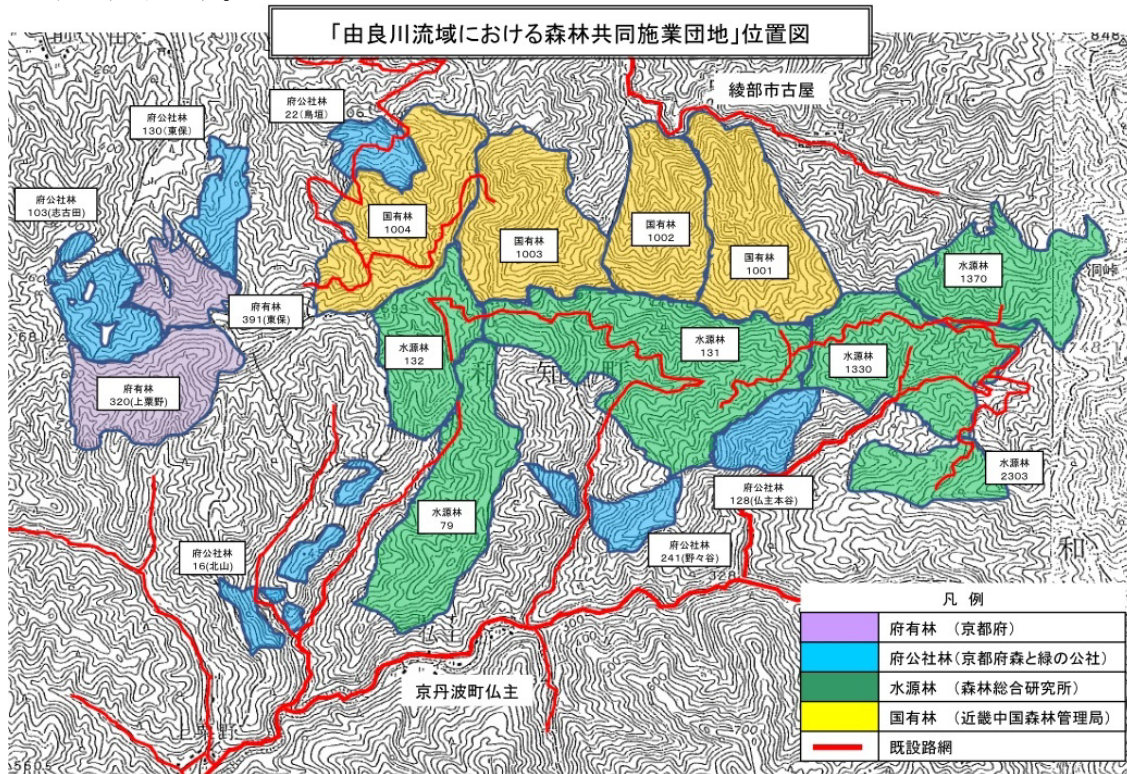 「由良川流域における森林共同施業団地」位置図
848
綾部市古屋
府公社林
22(鳥垣)
府公社林
130(東保)
府公社林
103(志古田)
国有林
1004
国有林
1003
国有林
1002
国有林
1001
水源林
1370
洞峠
府有林
391(東保)
水源林
132
水源林
131
水源林
1330
府有林
320(上粟野)
水源林
2303
水源林
79
府公社林
128(仏主本谷)
府公社林
241(野々谷)
府公社林
16(北山)
和
京丹波町仏主
上粟野
700
5605
凡 例
府有林 (京都府)
府公社林(京都府森と緑の公社)
水源林 (森林総合研究所)
国有林 (近畿中国森林管理局)
既設路網